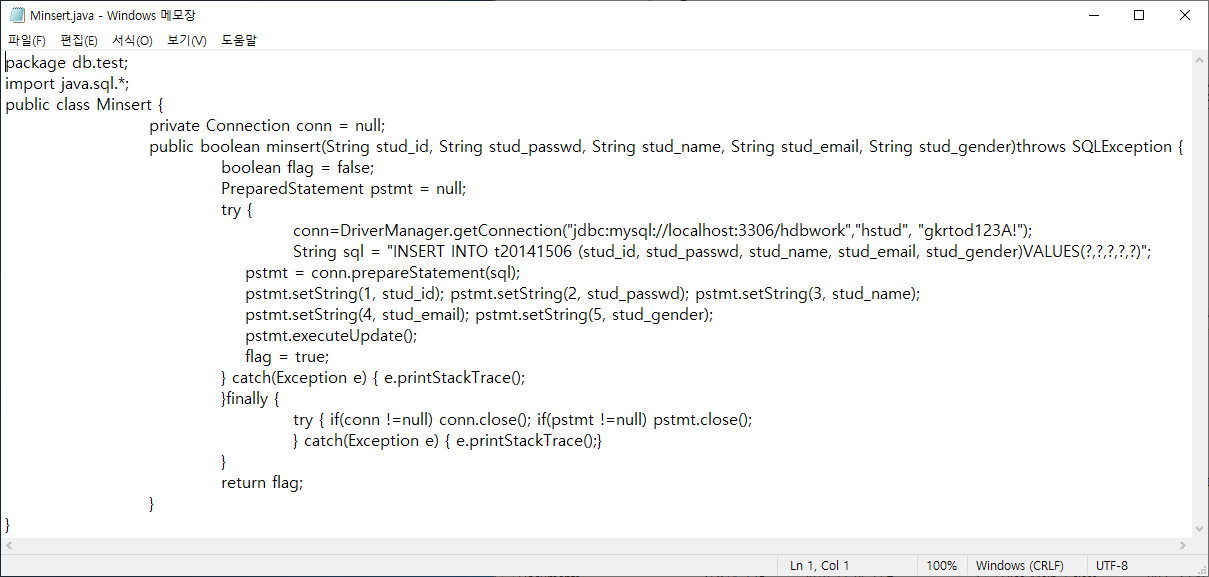 Minsert.java - Windows 메모장
파일(F) 편집(E) 서식(O) 보기(V) 도움말
package db.test;
import java.sql.*;
public class Minsert {
private Connection conn = null;
public boolean minsert(String stud_id, String stud_passwd, String stud_name, String stud_email, String stud_gender)throws SQLException {
boolean flag = false;
PreparedStatement pstmt = null;
try {
conn=DriverManager.getConnection("jdbc:mysql://localhost:3306/hdbwork","hstud", "gkrtod123A!");
String sql = "INSERT INTO t20141506 (stud_id, stud_passwd, stud_name, stud_email, stud_gender)VALUES(?,?,?,?,?)";
pstmt = conn.prepareStatement(sql);
pstmt.setString(1, stud_id); pstmt.setString(2, stud_passwd); pstmt.setString(3, stud_name);
pstmt.setString(4, stud_email); pstmt.setString(5, stud_gender);
pstmt.executeUpdate();
flag = true;
} catch(Exception e) { e.printStackTrace();
}finally {
try { if(conn !=null) conn.close(); if(pstmt !=null) pstmt.close();
} catch(Exception e) { e.printStackTrace();}
}
return flag;
}
}
Ln 1, Col 1 100% Windows (CRLF) UTF-8